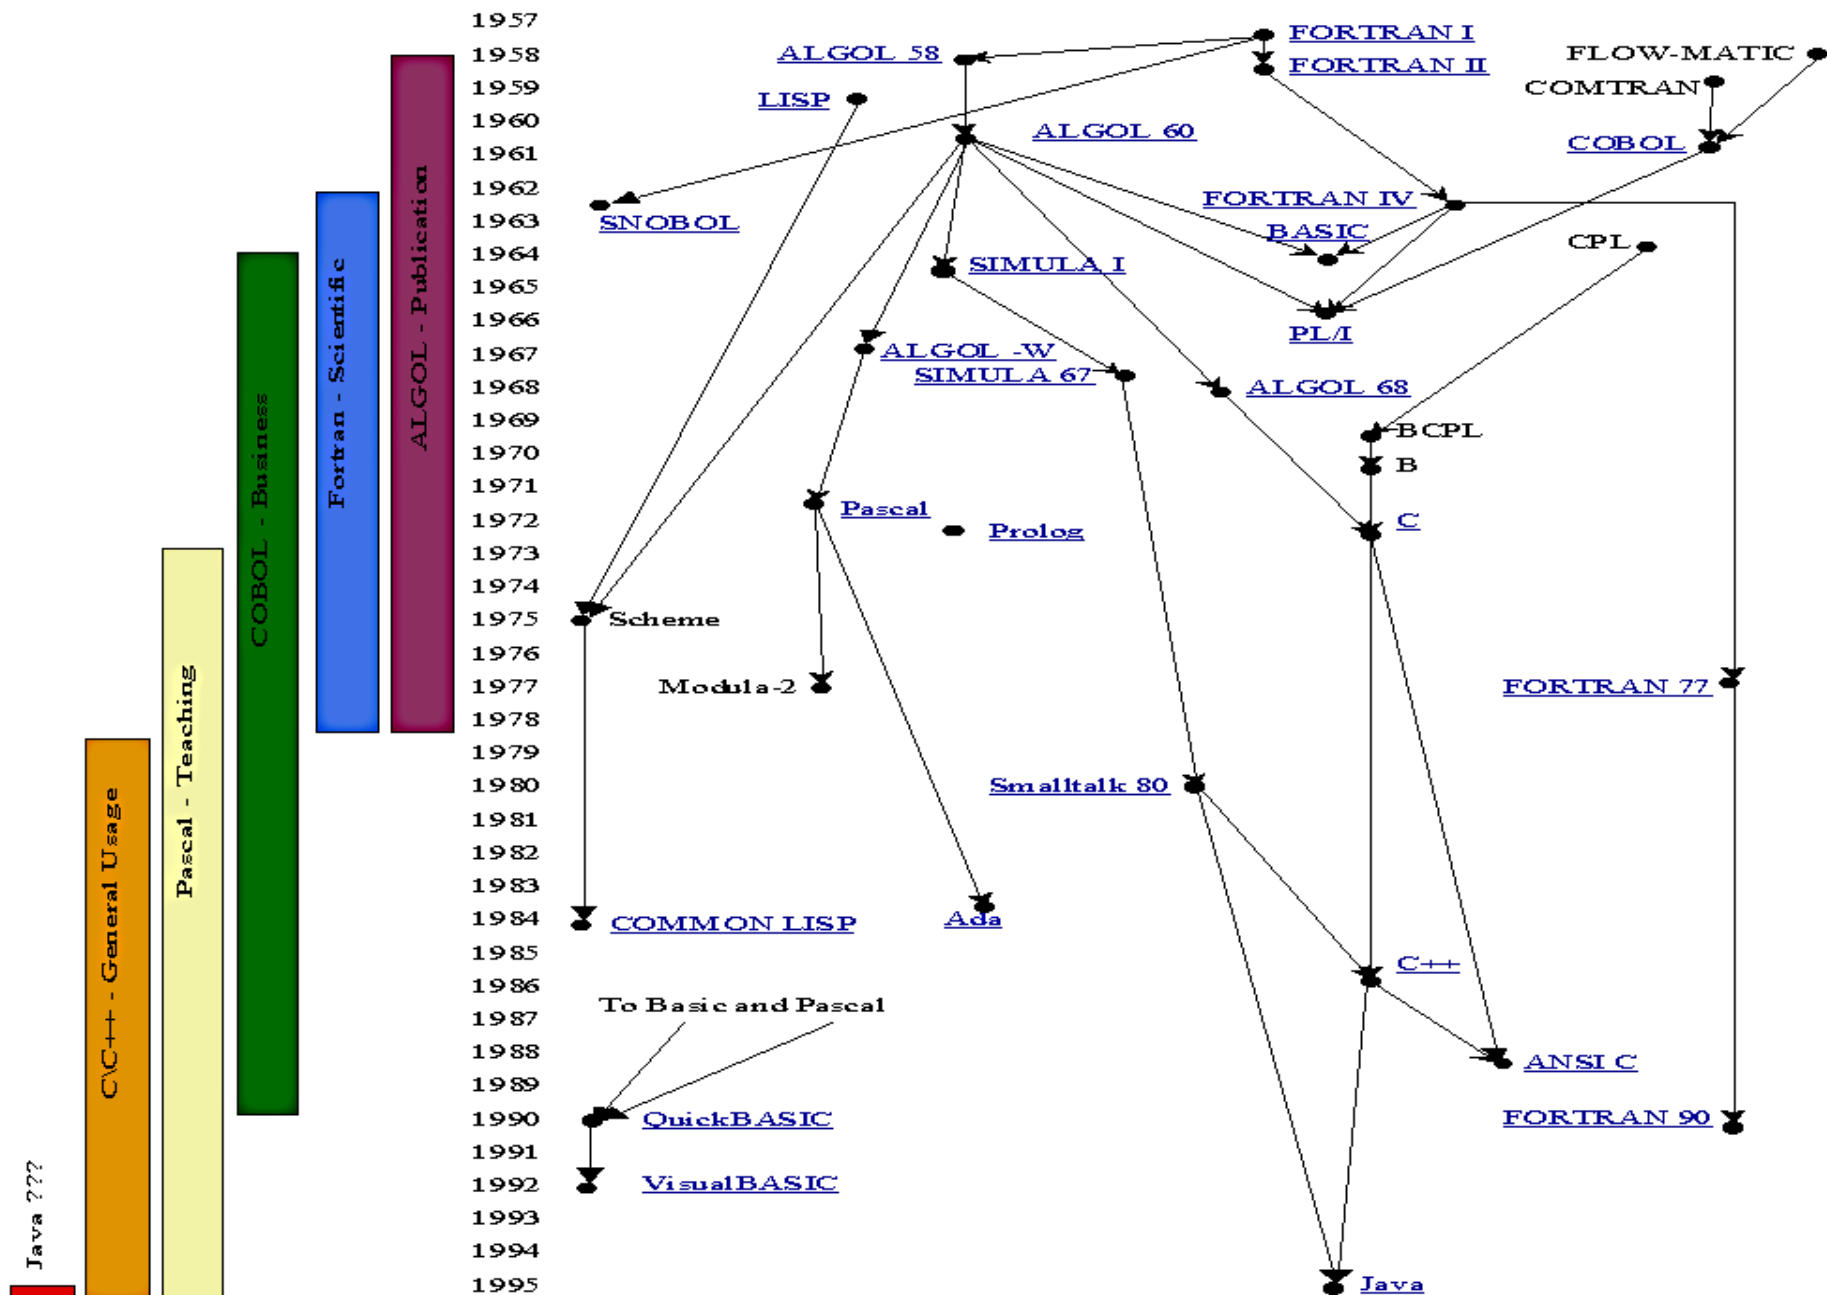 1957
FORTRAN I
ALGOL 58
1958
FLOW-MATIC
FORTRAN II
1959
COMTRAN
LISP
1960
ALGOL 60
COBOL
1961
1962
FORTRAN IV
SNOBOL
1963
BASIC
CPL
1964
SIMULA I
1965
1966
PL/I
1967
ALGOL -W
SIMULA 67
1968
ALGOL 68
1969
BCPL
1970
B
1971
Pascal
1972
Prolog
C
1973
1974
1975
Scheme
1976
1977
Modula-2
FORTRAN 77
1978
1979
1980
Smalltalk 80
1981
1982
1983
1984
COMMON LISP
Ada
1985
C++
1986
To Basic and Pascal
1987
1988
ANSI C
1989
1990
QuickBASIC
FORTRAN 90
1991
1992
VisualBASIC
1993
1994
1995
Java
Java ???
C\C++ - General Usage
Pascal - Teaching
COBOL - Business
Fortran - Scientific
ALGOL - Publication